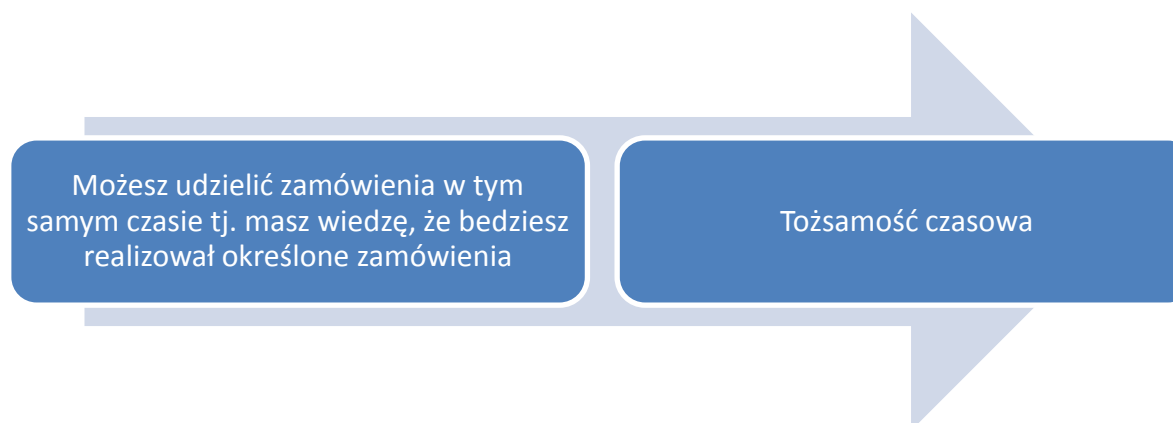 Możesz udzielić zamówienia w tym
samym czasie tj. masz wiedzę, że bedziesz
realizował określone zamówienia
Tożsamość czasowa